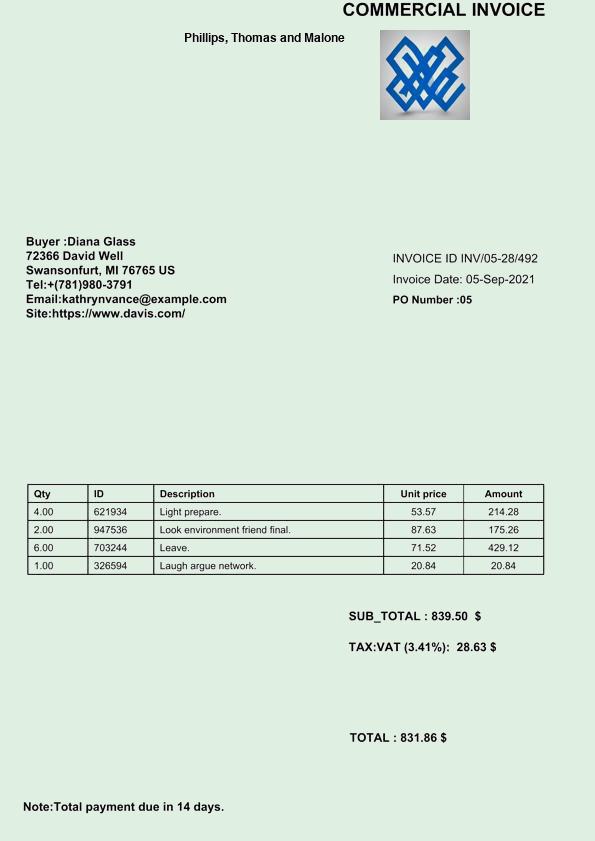 COMMERCIAL INVOICE
Phillips, Thomas and Malone
Buyer :Diana Glass
72366 David Well
Swansonfurt, MI 76765 US
Tel:+(781)980-3791
Email:kathrynvance@example.com
Site:https://www.davis.com/
INVOICE ID INV/05-28/492
Invoice Date: 05-Sep-2021
PO Number :05
Qty ID Description Unit price Amount
4.00 621934 Light prepare. 53.57 214.28
2.00 947536 Look environment friend final. 87.63 175.26
6.00 703244 Leave. 71.52 429.12
1.00 326594 Laugh argue network. 20.84 20.84
SUB_TOTAL : 839.50 $
TAX:VAT (3.41%): 28.63 $
TOTAL : 831.86 $
Note:Total payment due in 14 days.